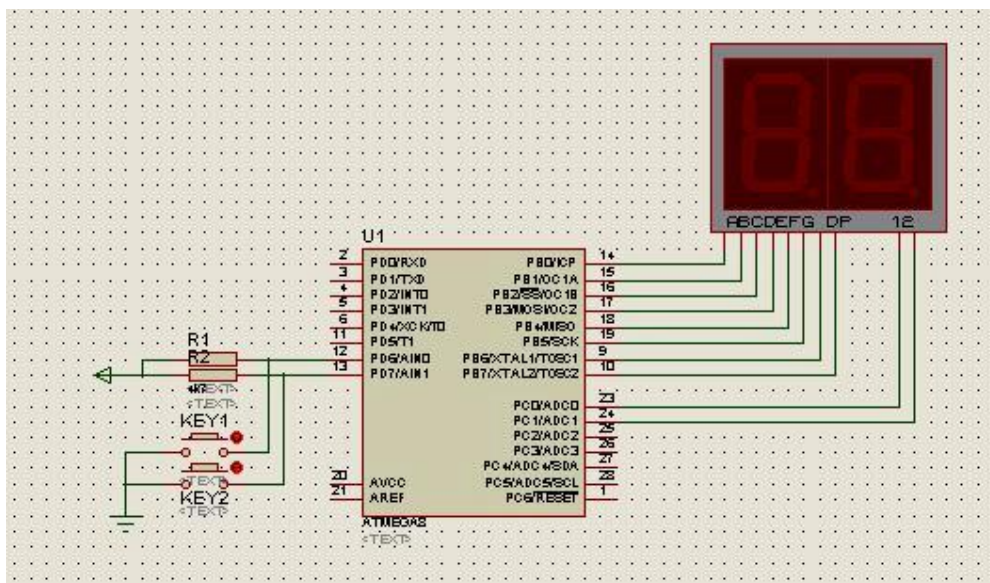 ABCDEFG DP 12
U1
2 PD0/RXD
3 PD1/TXD
4 PD2/INT0
5 PD3/INT1
6 PD4/XCK/T0
11 PD5/T1
12 PD6/AIN0
13 PD7/AIN1
20 AVCC
21 AREF
PB0/ICP 14
PB1/OC1A 15
PB2/SS/OC1B 16
PB3/MOSI/OC2 17
PB4/MISO 18
PB5/SCK 19
PB6/XTAL1/TOSC1 9
PB7/XTAL2/TOSC2 10
PC0/ADC0 23
PC1/ADC1 24
PC2/ADC2 25
PC3/ADC3 26
PC4/ADC4/SDA 27
PC5/ADC5/SCL 28
PC6/RESET 1
ATMEGA8
<TEXT>
R1
R2
<TEXT>
KEY1
<TEXT>
KEY2
<TEXT>